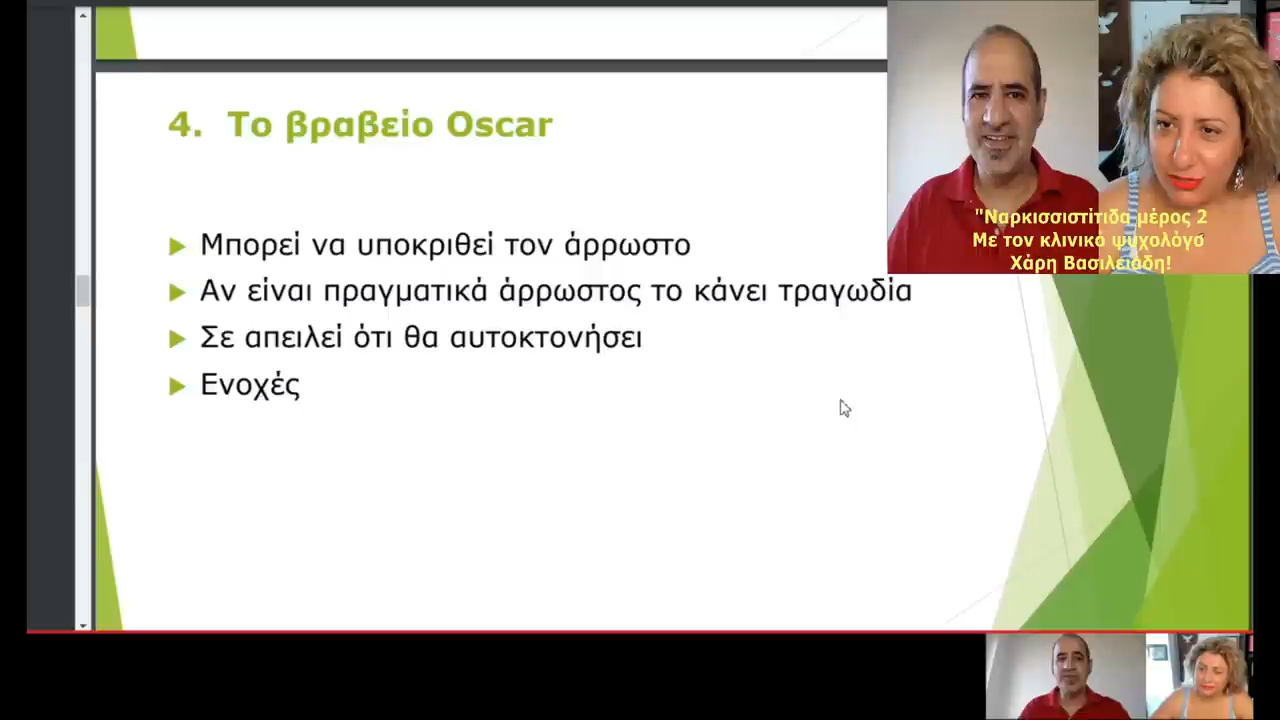 4. Το βραβείο Oscar
Μπορεί να υποκριθεί τον άρρωστο
Αν είναι πραγματικά άρρωστος το κάνει τραγωδία
Σε απειλεί ότι θα αυτοκτονήσει
Ενοχές
"Ναρκισσιστίτιδα μέρος 2
Με τον κλινικό ψυχολόγο
Χάρη Βασιλειάδη!